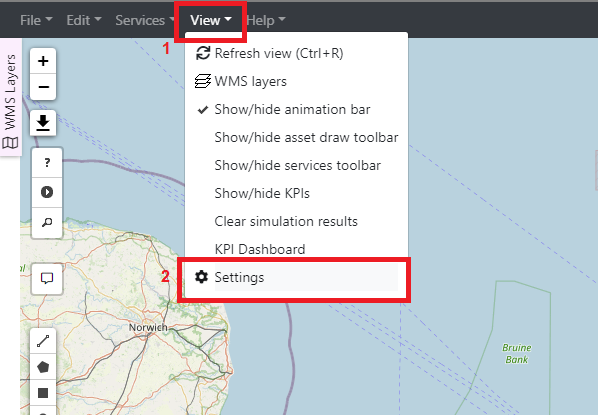 File Edit Services View Help
1
WMS Layers
Refresh view (Ctrl+R)
WMS layers
Show/hide animation bar
Show/hide asset draw toolbar
Show/hide services toolbar
Show/hide KPIs
Clear simulation results
KPI Dashboard
2 Settings
+
−
?
Norwich
Bruine
Bank